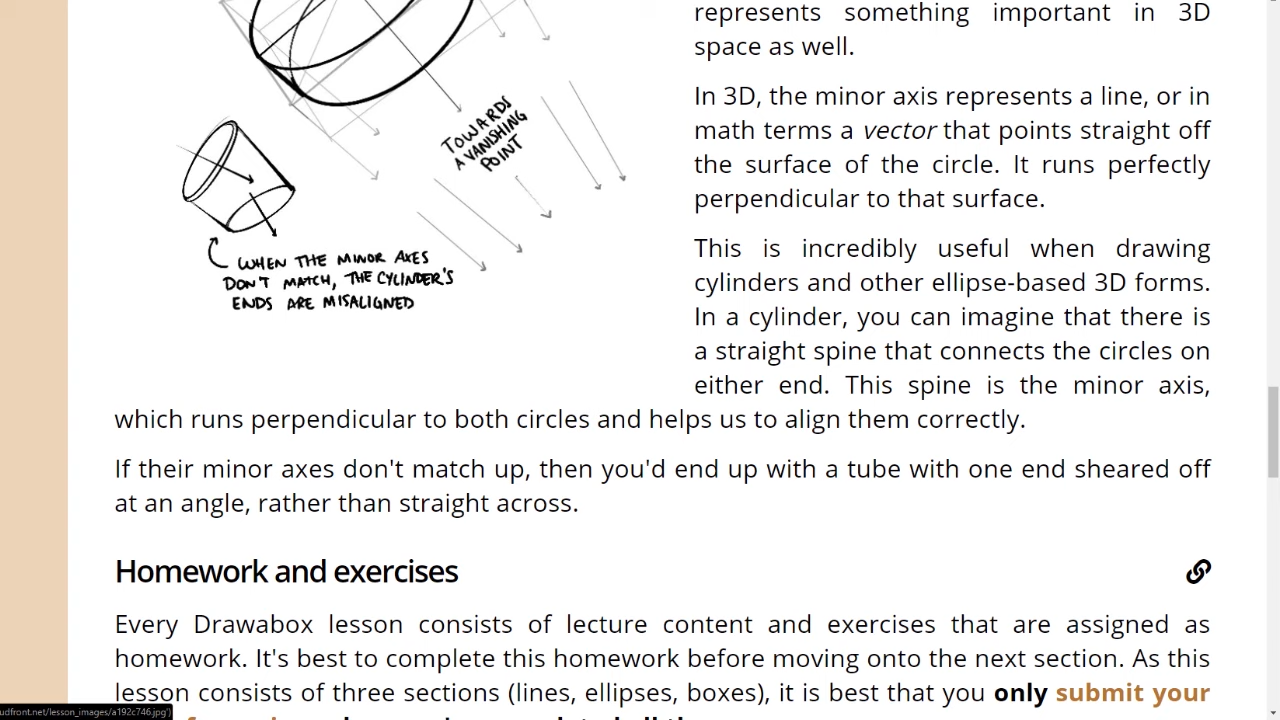 represents something important in 3D
space as well.
In 3D, the minor axis represents a line, or in
math terms a vector that points straight off
the surface of the circle. It runs perfectly
perpendicular to that surface.
TOWARDS
A VANISHING
POINT
WHEN THE MINOR AXES
DON'T MATCH, THE CYLINDER'S
ENDS ARE MISALIGNED
This is incredibly useful when drawing
cylinders and other ellipse-based 3D forms.
In a cylinder, you can imagine that there is
a straight spine that connects the circles on
either end. This spine is the minor axis,
which runs perpendicular to both circles and helps us to align them correctly.
If their minor axes don't match up, then you'd end up with a tube with one end sheared off
at an angle, rather than straight across.
Homework and exercises
Every Drawabox lesson consists of lecture content and exercises that are assigned as
homework. It's best to complete this homework before moving onto the next section. As this
lesson consists of three sections (lines, ellipses, boxes), it is best that you only submit your
udfront.net/lesson_images/a192c746.jpg')